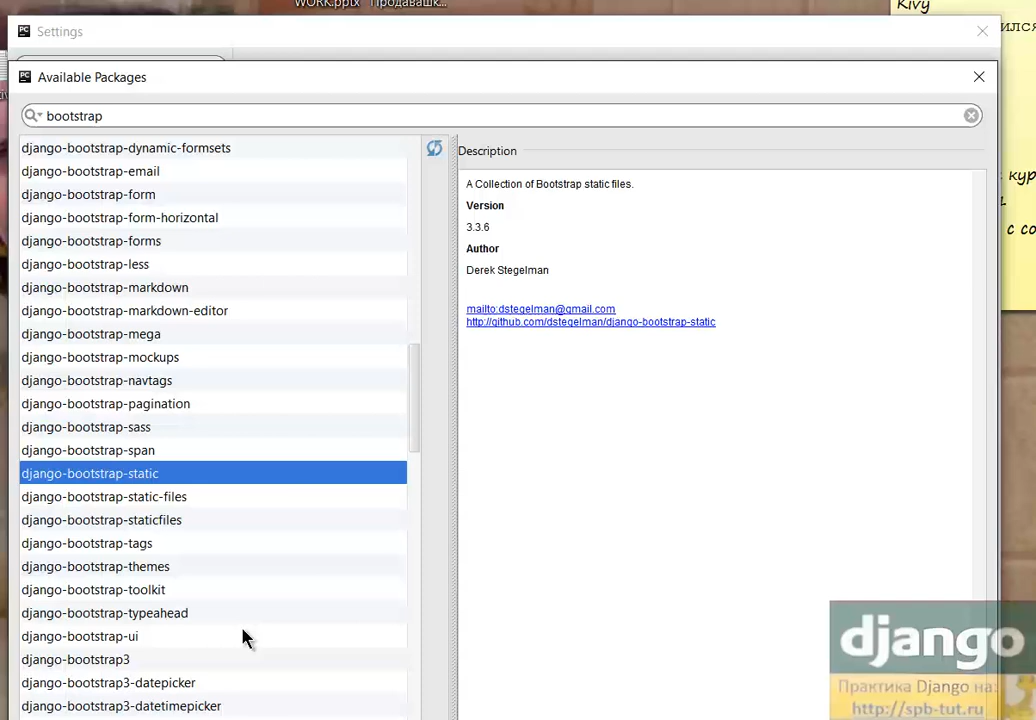 WORK.pptx "Продавашк...
Kivy
PC Settings
ился
PC Available Packages
bootstrap
django-bootstrap-dynamic-formsets
django-bootstrap-email
django-bootstrap-form
django-bootstrap-form-horizontal
django-bootstrap-forms
django-bootstrap-less
django-bootstrap-markdown
django-bootstrap-markdown-editor
django-bootstrap-mega
django-bootstrap-mockups
django-bootstrap-navtags
django-bootstrap-pagination
django-bootstrap-sass
django-bootstrap-span
django-bootstrap-static
django-bootstrap-static-files
django-bootstrap-staticfiles
django-bootstrap-tags
django-bootstrap-themes
django-bootstrap-toolkit
django-bootstrap-typeahead
django-bootstrap-ui
django-bootstrap3
django-bootstrap3-datepicker
django-bootstrap3-datetimepicker
Description
A Collection of Bootstrap static files.
Version
3.3.6
Author
Derek Stegelman
mailto:dstegelman@gmail.com
http://github.com/dstegelman/django-bootstrap-static
кур
с со
django
Практика Django на:
http://spb-tut.ru